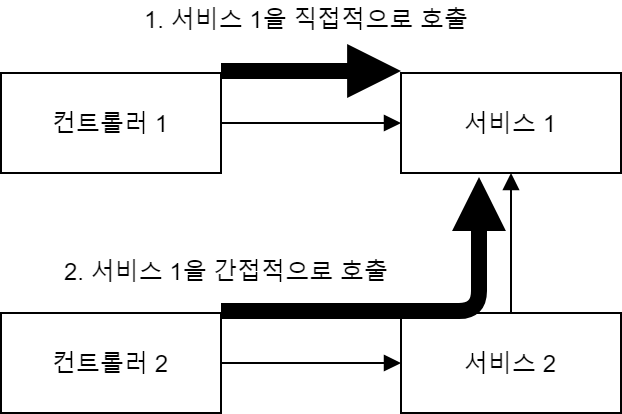 1. 서비스 1을 직접적으로 호출
컨트롤러 1
서비스 1
2. 서비스 1을 간접적으로 호출
컨트롤러 2
서비스 2